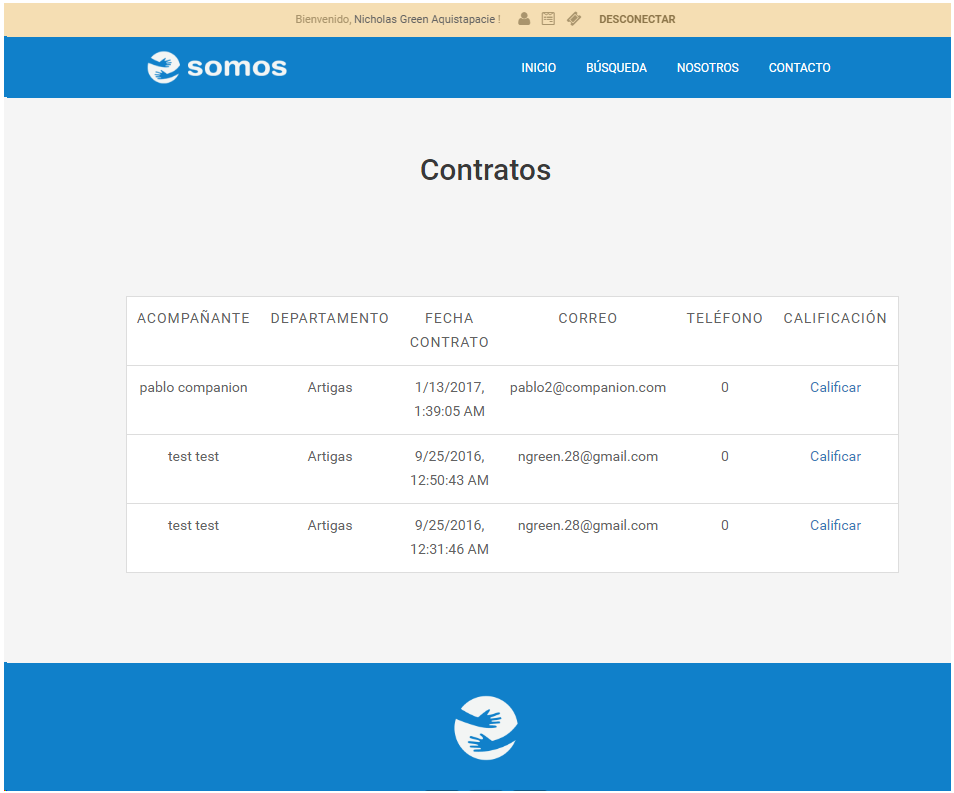 Bienvenido, Nicholas Green Aquistapacie ! DESCONECTAR
somos INICIO BÚSQUEDA NOSOTROS CONTACTO
Contratos
ACOMPAÑANTE DEPARTAMENTO FECHA CONTRATO CORREO TELÉFONO CALIFICACIÓN
pablo companion Artigas 1/13/2017, 1:39:05 AM pablo2@companion.com 0 Calificar
test test Artigas 9/25/2016, 12:50:43 AM ngreen.28@gmail.com 0 Calificar
test test Artigas 9/25/2016, 12:31:46 AM ngreen.28@gmail.com 0 Calificar